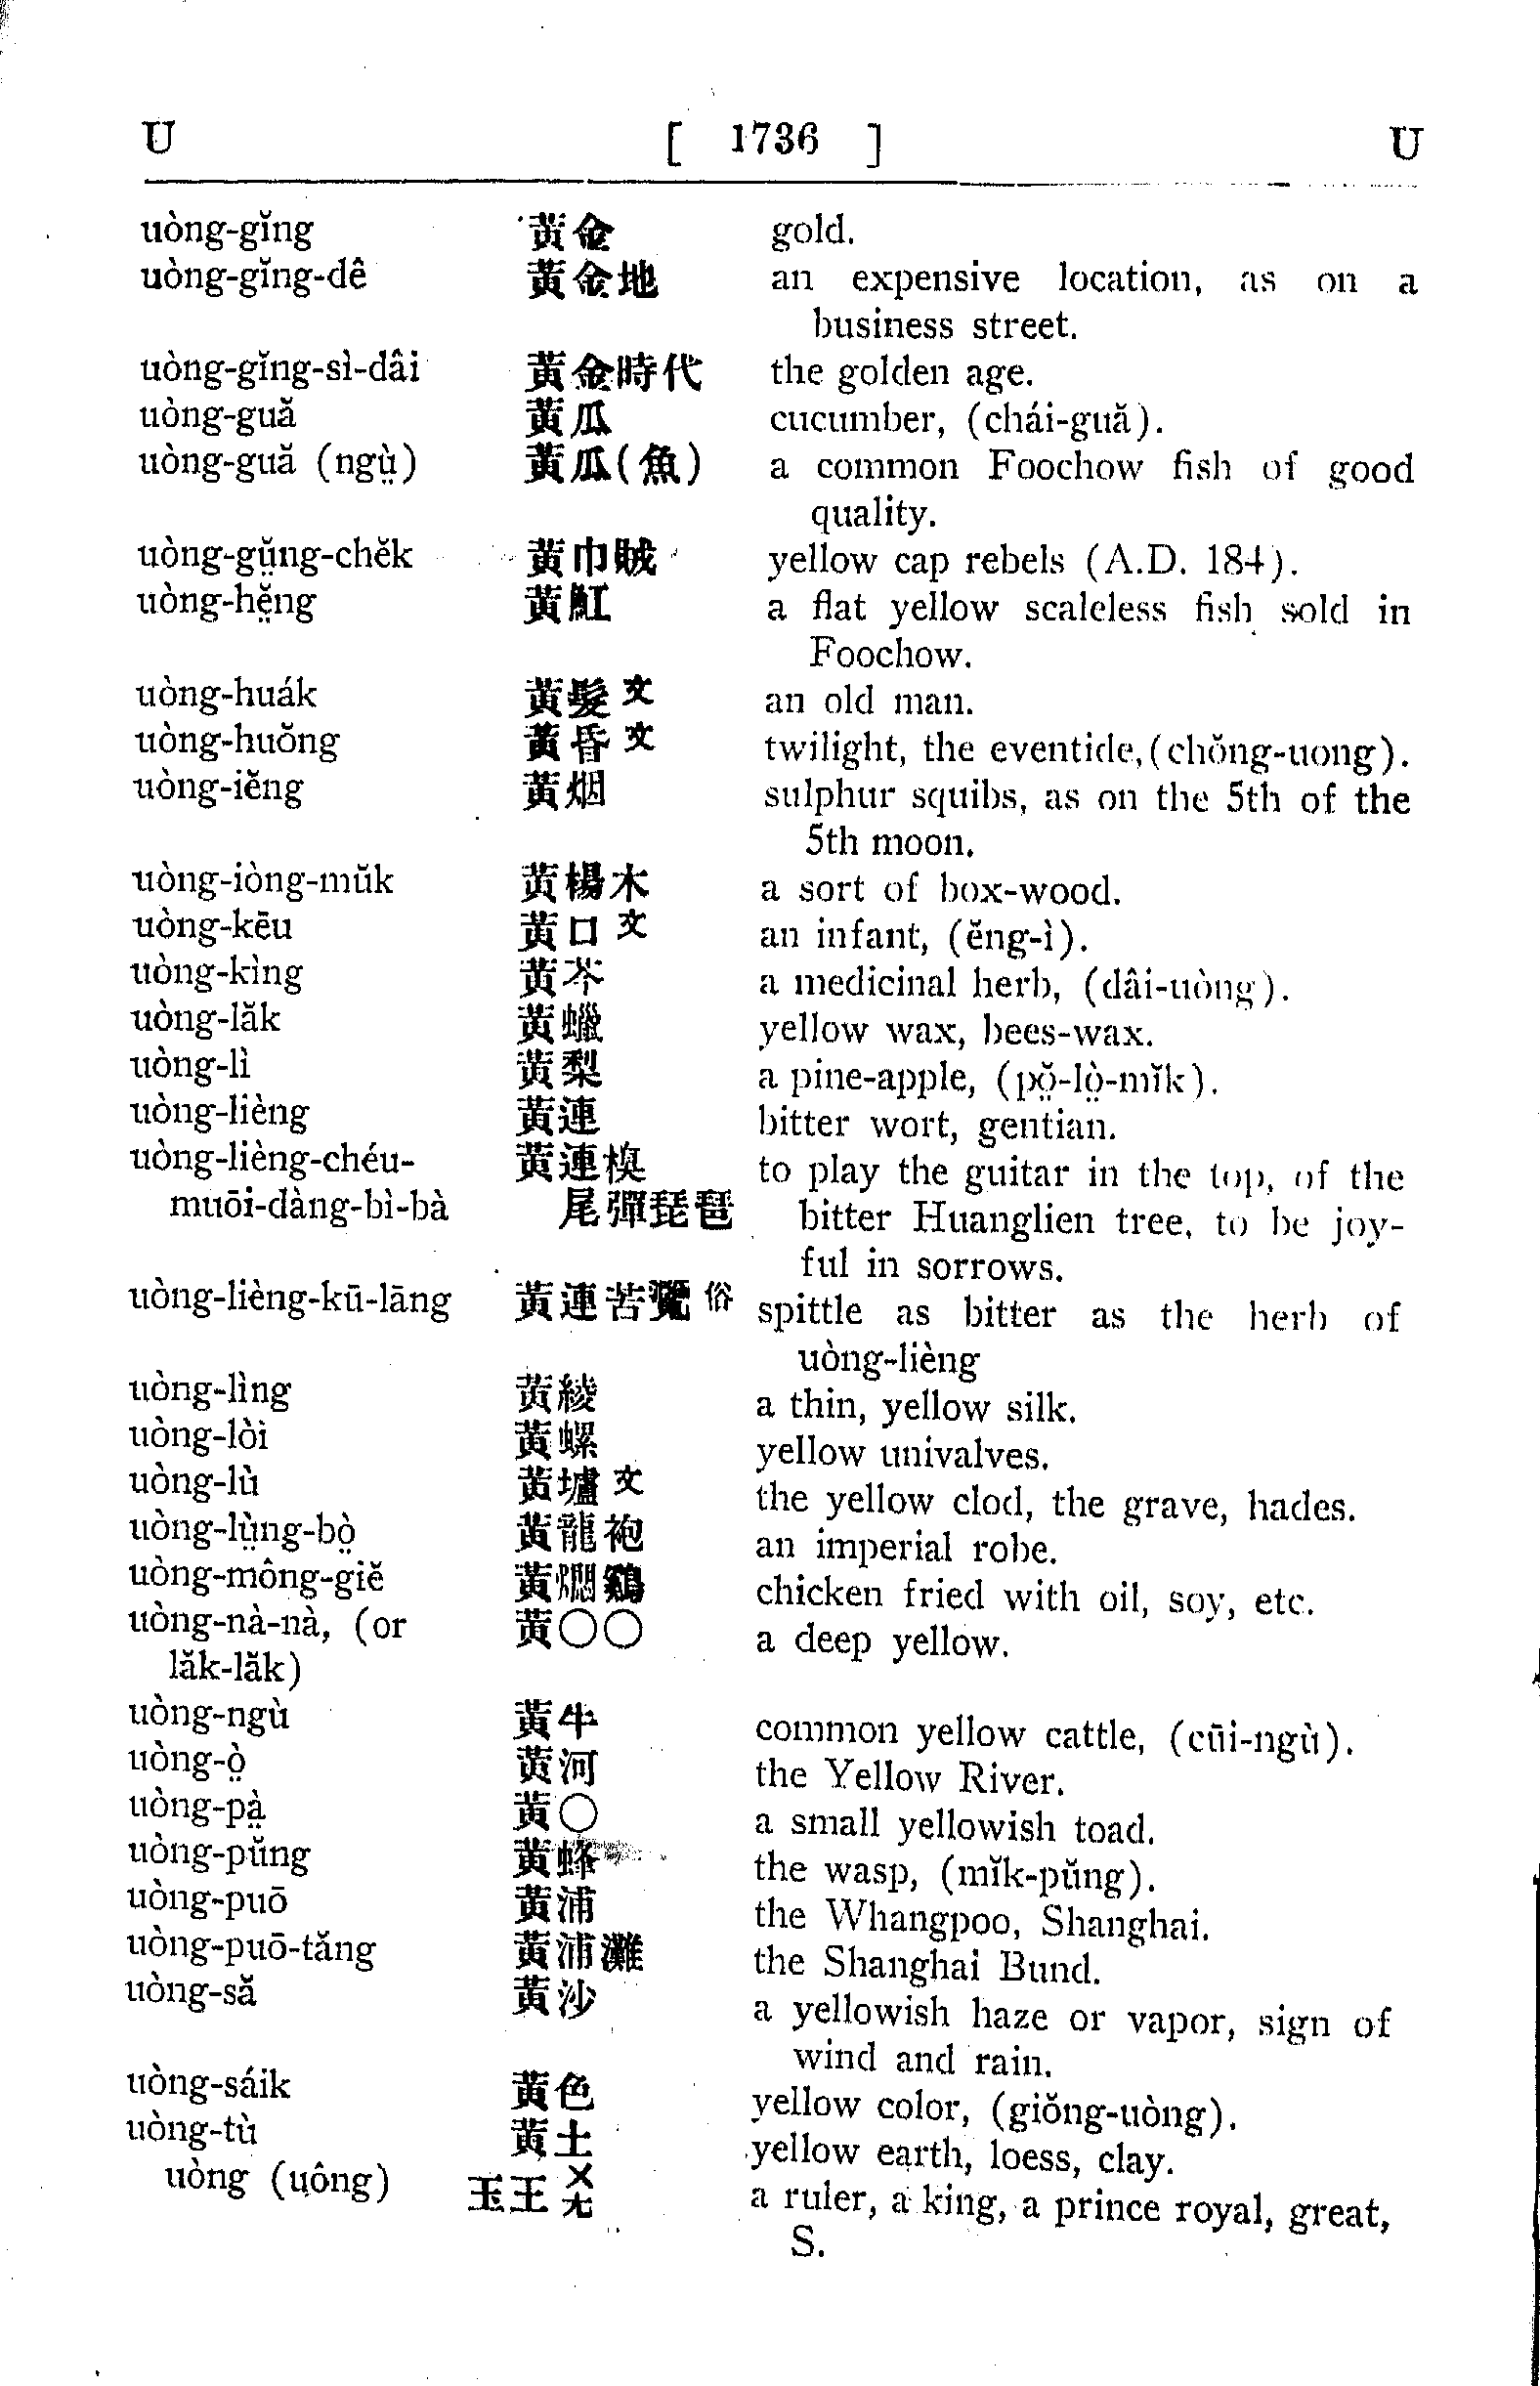 U [ 1736 ] U
uòng-gĭng 黃金 gold.
uòng-gĭng-dê 黃金地 an expensive location, as on a
business street.
uòng-gĭng-sì-dâi 黃金時代 the golden age.
uòng-guă 黃瓜 cucumber, (chái-guă).
uòng-guă (ngṳ̀) 黃瓜(魚) a common Foochow fish of good
quality.
uòng-gṳ̆ng-chĕk 黃巾賊 yellow cap rebels (A.D. 184).
uòng-hĕ̤ng 黃魟 a flat yellow scaleless fish sold in
Foochow.
uòng-huák 黃髮文 an old man.
uòng-huŏng 黃昏文 twilight, the eventide,(chŏng-uong).
uòng-iĕng 黃烟 sulphur squibs, as on the 5th of the
5th moon.
uòng-iòng-mŭk 黃楊木 a sort of box-wood.
uòng-kēu 黃口文 an infant, (ĕng-ì).
uòng-kìng 黃芩 a medicinal herb, (dâi-uòng).
uòng-lăk 黃蠟 yellow wax, bees-wax.
uòng-lì 黃梨 a pine-apple, (pŏ̤-lò̤-mĭk).
uòng-lièng 黃連 bitter wort, gentian.
uòng-lièng-chéu- 黃連樹 to play the guitar in the top, of the
muōi-dàng-bì-bà 尾彈琵琶 bitter Huanglien tree, to be joy-
ful in sorrows.
uòng-lièng-kū-lāng 黃連苦 俗 spittle as bitter as the herb of
uòng-lièng
uòng-lìng 黃綾 a thin, yellow silk.
uòng-lòi 黃螺 yellow univalves.
uòng-lù 黃壚文 the yellow clod, the grave, hades.
uòng-lṳ̀ng-bò̤ 黃龍袍 an imperial robe.
uòng-mông-giĕ 黃燜鷄 chicken fried with oil, soy, etc.
uòng-nà-nà, (or 黃○○ a deep yellow.
lăk-lăk)
uòng-ngù 黃牛 common yellow cattle, (cūi-ngù).
uòng-ò̤ 黃河 the Yellow River.
uòng-pà̤ 黃○ a small yellowish toad.
uòng-pŭng 黃蜂 the wasp, (mĭk-pŭng).
uòng-puō 黃浦 the Whangpoo, Shanghai.
uòng-puō-tăng 黃浦灘 the Shanghai Bund.
uòng-să 黃沙 a yellowish haze or vapor, sign of
wind and rain.
uòng-sáik 黃色 yellow color, (giŏng-uòng).
uòng-tù 黃土 yellow earth, loess, clay.
uòng (uông) 玉王 ㄨㄤ a ruler, a king, a prince royal, great,
S.